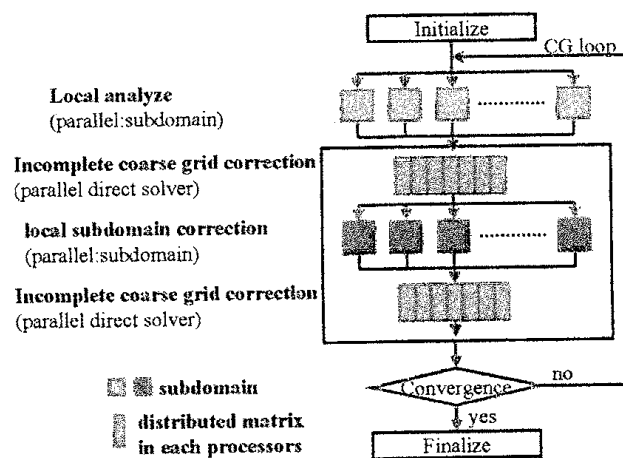 Initialize
CG loop
Local analyze
(parallel:subdomain)
Incomplete coarse grid correction
(parallel direct solver)
local subdomain correction
(parallel:subdomain)
Incomplete coarse grid correction
(parallel direct solver)
Convergence
no
yes
Finalize
subdomain
distributed matrix
in each processors